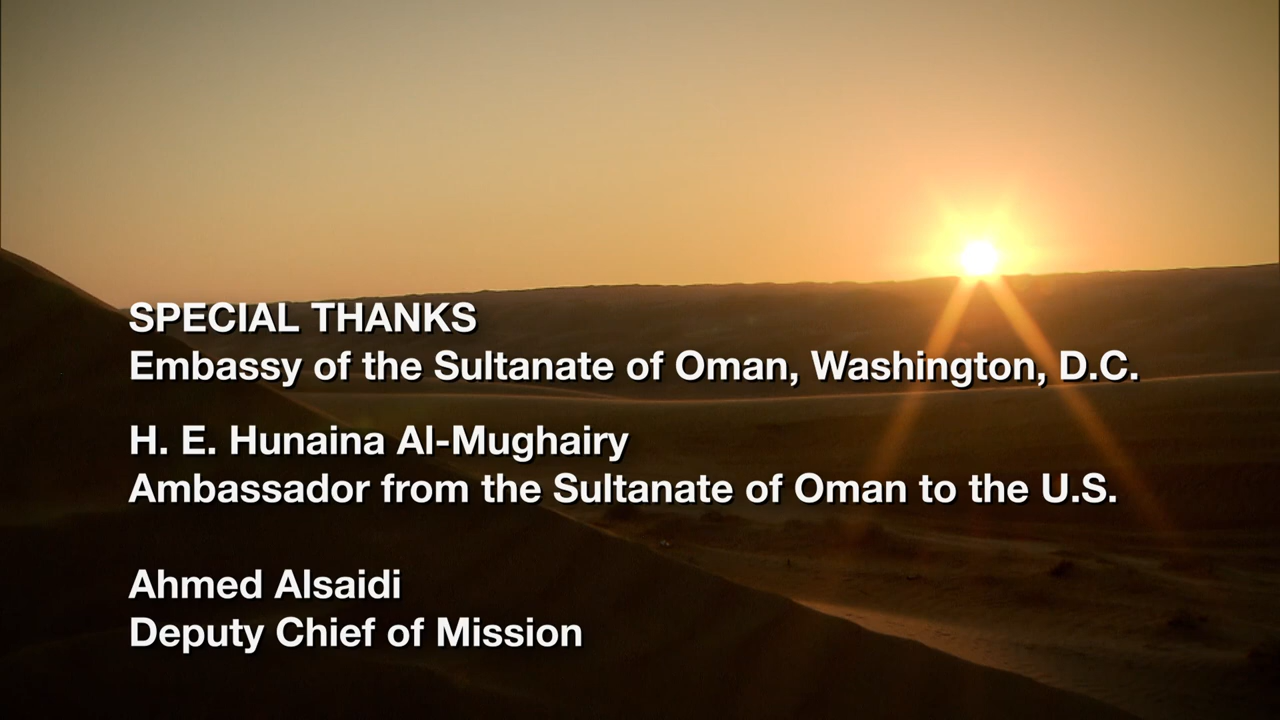 SPECIAL THANKS
Embassy of the Sultanate of Oman, Washington, D.C.
H. E. Hunaina Al-Mughairy
Ambassador from the Sultanate of Oman to the U.S.
Ahmed Alsaidi
Deputy Chief of Mission